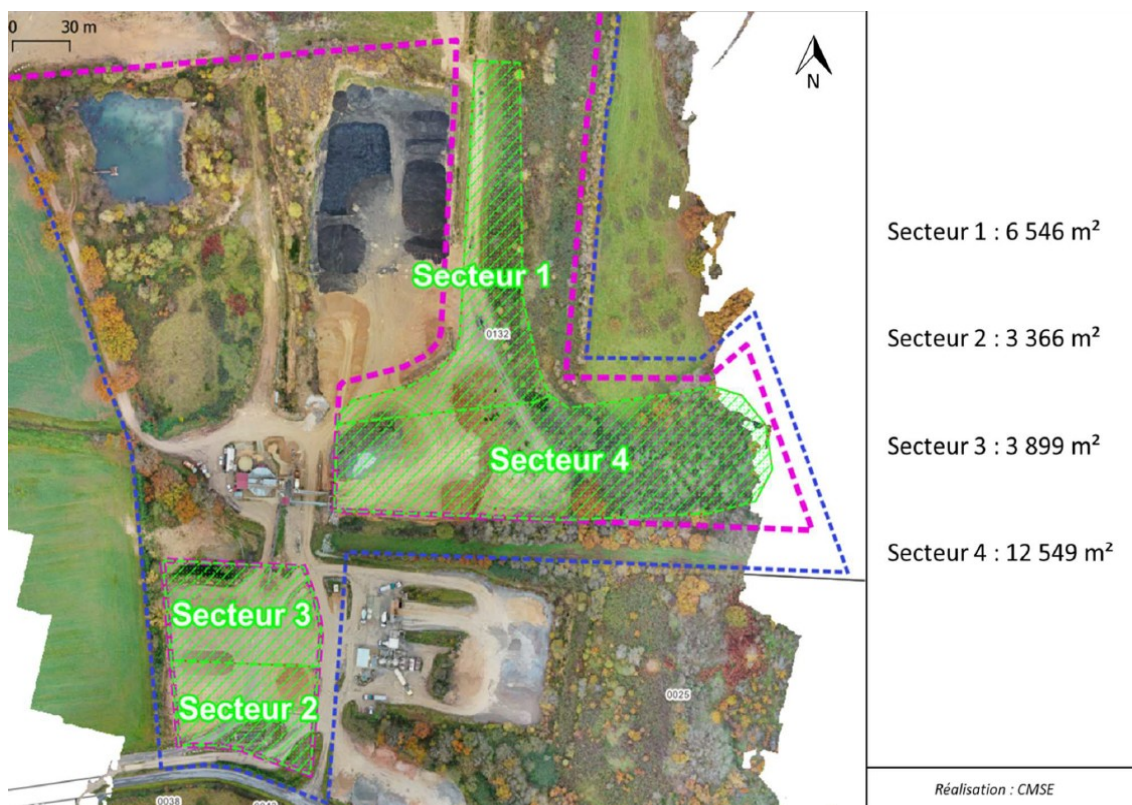 0 30 m
N
Secteur 1
0132
Secteur 4
Secteur 3
Secteur 2
0025
0038
Secteur 1 : 6 546 m²
Secteur 2 : 3 366 m²
Secteur 3 : 3 899 m²
Secteur 4 : 12 549 m²
Réalisation : CMSE